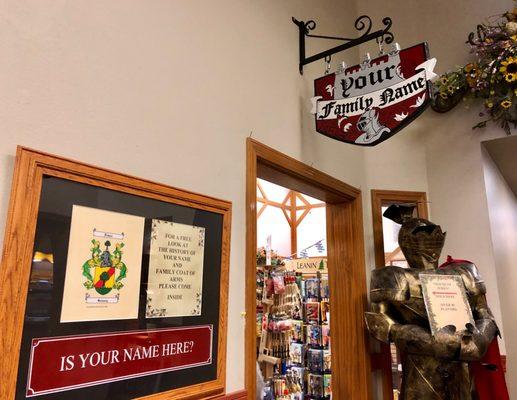 Your
Family Name
FOR A FREE
LOOK AT THE
HISTORY OF
YOUR NAME
AND
FAMILY COAT OF
ARMS
PLEASE COME
INSIDE
IS YOUR NAME HERE?
LEANIN